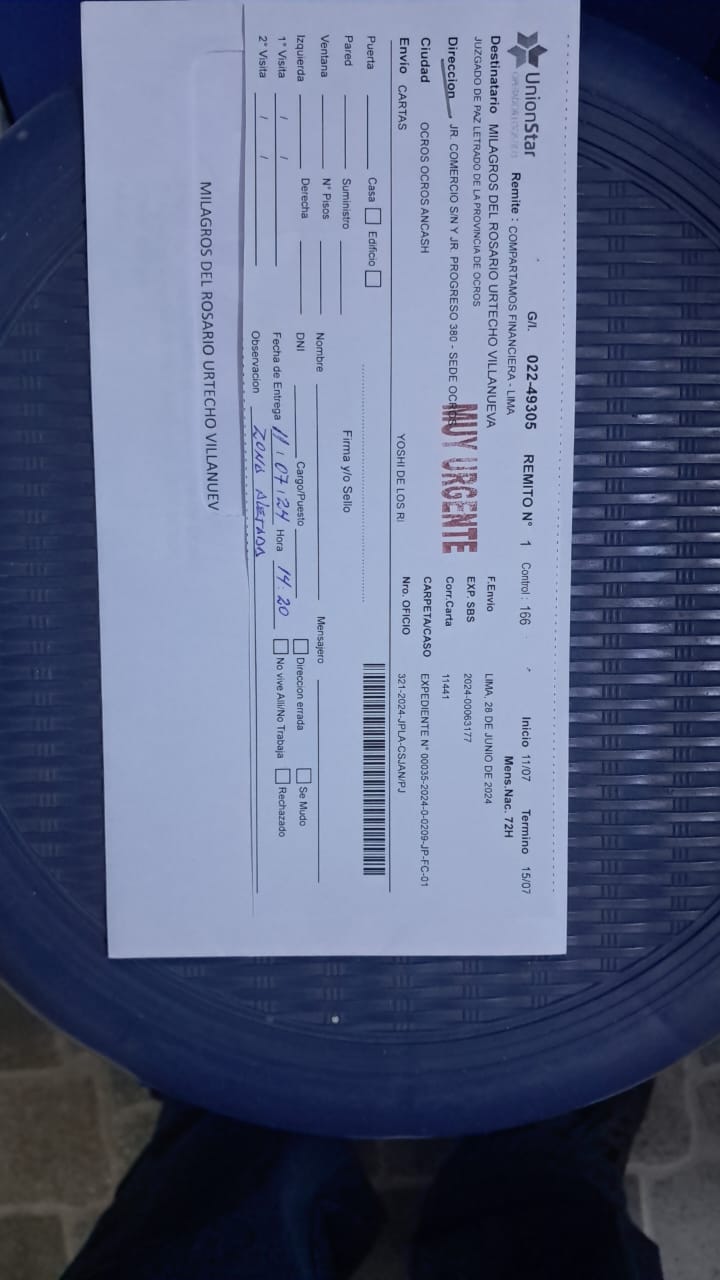 UnionStar
G/I. 022-49305 REMITO N° 1 Control : 166 Inicio 11/07 Termino 15/07
Remite : COMPARTAMOS FINANCIERA - LIMA Mens.Nac. 72H
Destinatario MILAGROS DEL ROSARIO URTECHO VILLANUEVA F.Envio LIMA, 28 DE JUNIO DE 2024
JUZGADO DE PAZ LETRADO DE LA PROVINCIA DE OCROS EXP. SBS 2024-00063177
MUY URGENTE
Direccion JR. COMERCIO S/N Y JR. PROGRESO 380 - SEDE OCROS Corr.Carta 11441
Ciudad OCROS OCROS ANCASH CARPETA/CASO EXPEDIENTE N° 00035-2024-0-0209-JP-FC-01
Envío CARTAS YOSHI DE LOS RI Nro. OFICIO 321-2024-JPLA-CSJAN/PJ
Puerta Casa Edificio
Pared Suministro Firma y/o Sello
Ventana N° Pisos Nombre Mensajero
Izquierda Derecha DNI Cargo/Puesto Direccion errada Se Mudo
1° Visita / / Fecha de Entrega 11/07/24 Hora 14:20 No vive Alli/No Trabaja Rechazado
2° Visita / / Observacion ZONA
MILAGROS DEL ROSARIO URTECHO VILLANUEV